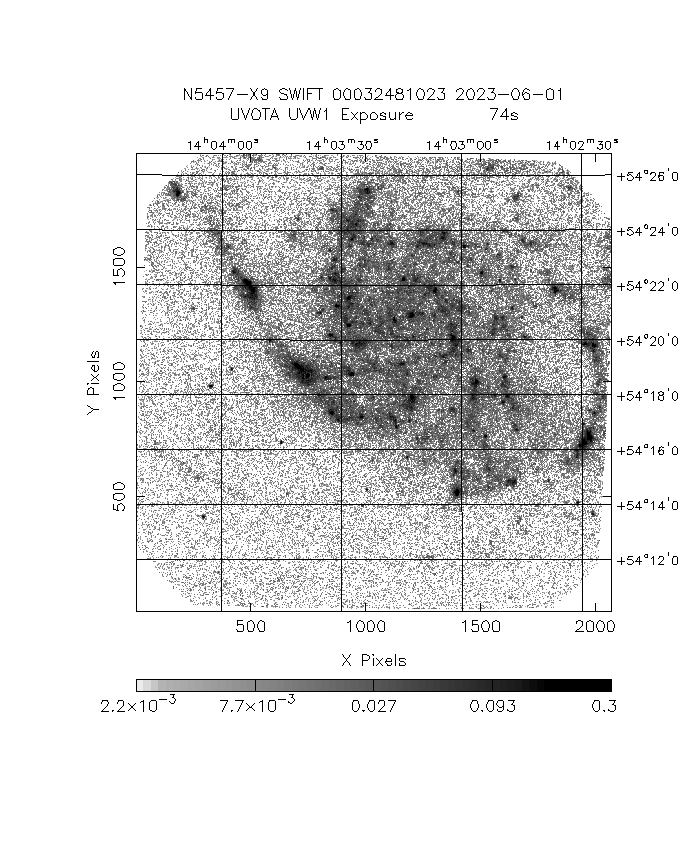 N5457-X9 SWIFT 00032481023 2023-06-01
UVOTA UVW1 Exposure 74s
14ʰ04ᵐ00ˢ 14ʰ03ᵐ30ˢ 14ʰ03ᵐ00ˢ 14ʰ02ᵐ30ˢ
+54°26'0
+54°24'0
+54°22'0
+54°20'0
+54°18'0
+54°16'0
+54°14'0
+54°12'0
1500
1000
500
Y Pixels
500 1000 1500 2000
X Pixels
2.2×10⁻³ 7.7×10⁻³ 0.027 0.093 0.3